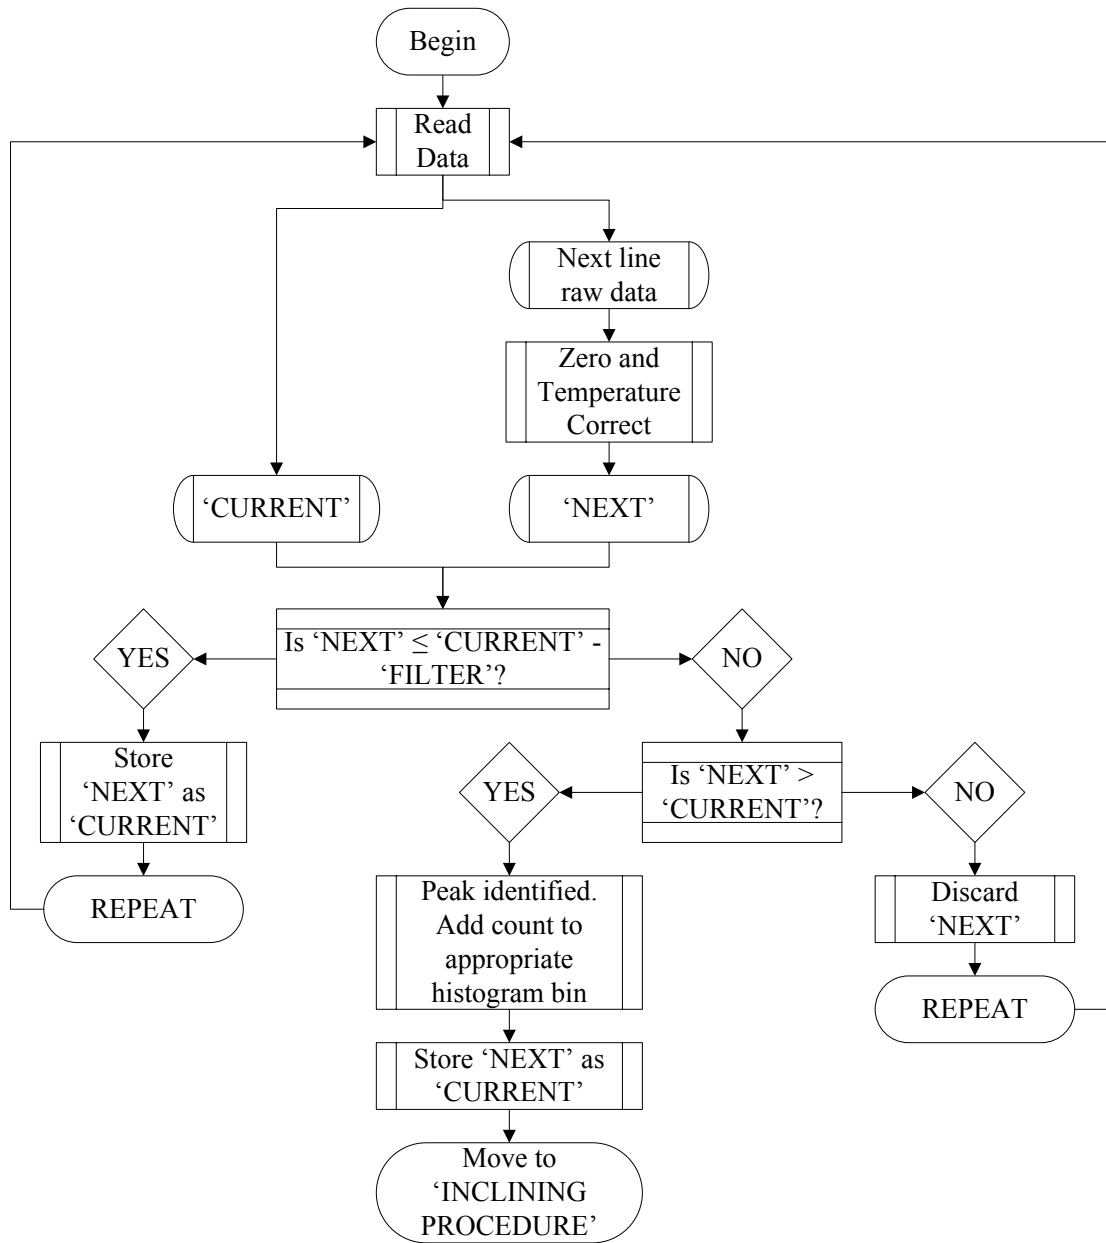 Begin
Read
Data
Next line
raw data
Zero and
Temperature
Correct
‘CURRENT’
‘NEXT’
YES
Is ‘NEXT’ ≤ ‘CURRENT’ -
‘FILTER’?
NO
Store
‘NEXT’ as
‘CURRENT’
YES
Is ‘NEXT’ >
‘CURRENT’?
NO
REPEAT
Peak identified.
Add count to
appropriate
histogram bin
Discard
‘NEXT’
REPEAT
Store ‘NEXT’ as
‘CURRENT’
Move to
‘INCLINING
PROCEDURE’